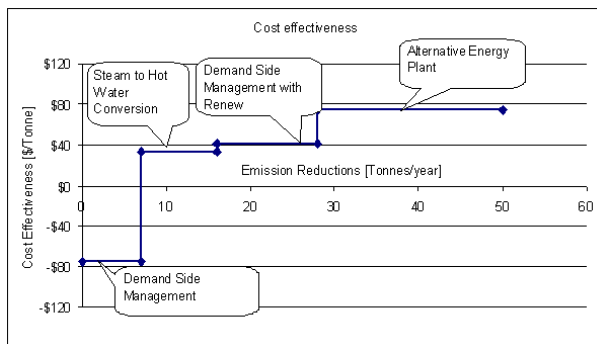 Cost effectiveness
$120
$80
$40
$0
-$40
-$80
-$120
Cost Effectiveness [$/Tonne]
Steam to Hot
Water
Conversion
Demand Side
Management with
Renew
Alternative Energy
Plant
Emission Reductions [Tonnes/year]
0
10
20
30
40
50
60
Demand Side
Management